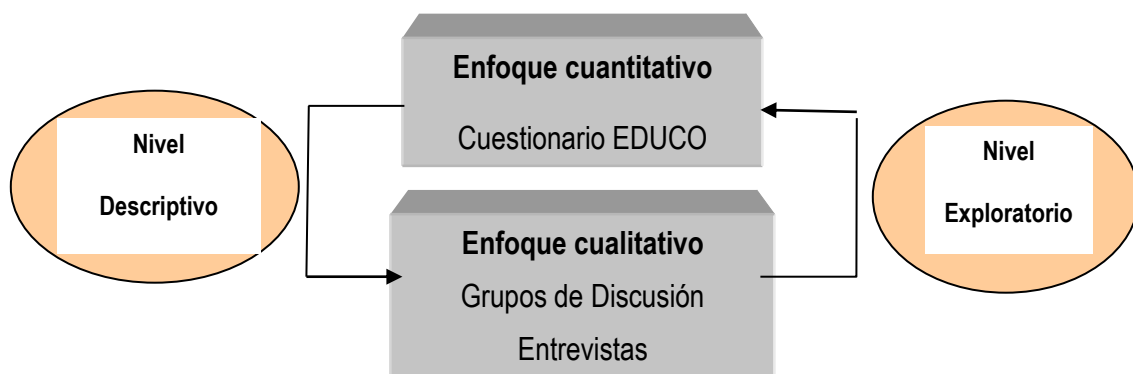 Enfoque cuantitativo
Cuestionario EDUCO
Nivel
Descriptivo
Nivel
Exploratorio
Enfoque cualitativo
Grupos de Discusión
Entrevistas